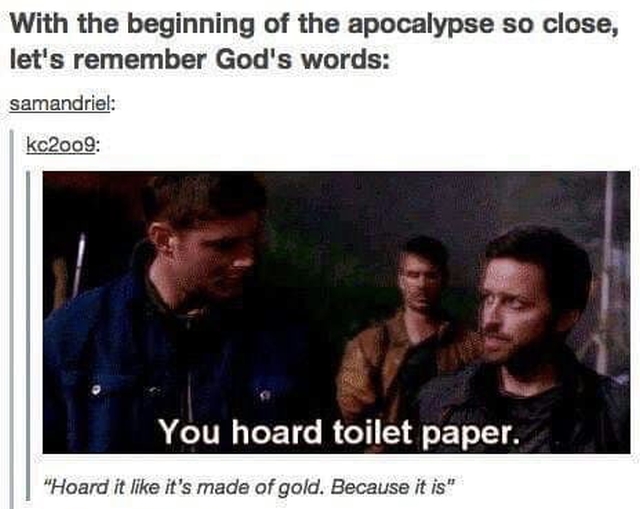 With the beginning of the apocalypse so close,
let's remember God's words:
samandriel:
kc2oo9:
You hoard toilet paper.
“Hoard it like it’s made of gold. Because it is”